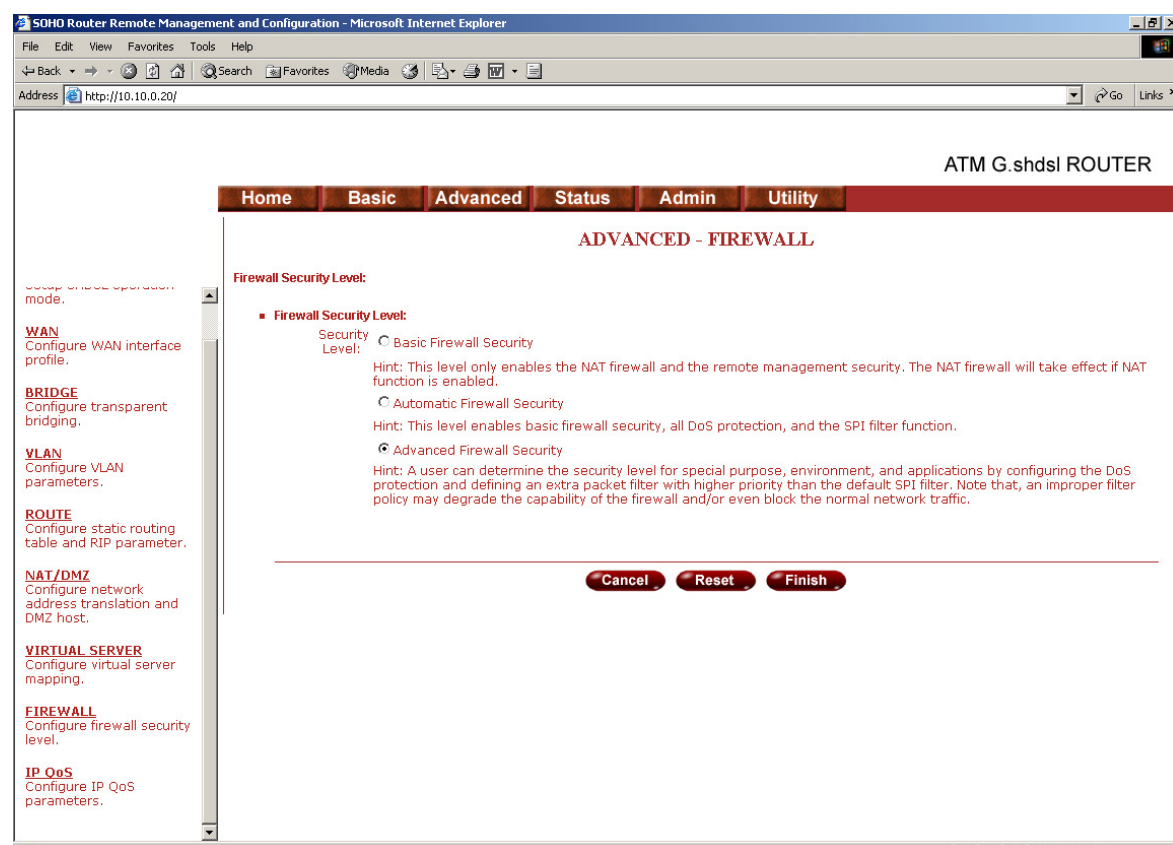 SOHO Router Remote Management and Configuration - Microsoft Internet Explorer
File Edit View Favorites Tools Help
Back Search Favorites Media
Address http://10.10.0.20/ Go Links
ATM G.shdsl ROUTER
Home Basic Advanced Status Admin Utility
mode.
WAN
Configure WAN interface
profile.
BRIDGE
Configure transparent
bridging.
VLAN
Configure VLAN
parameters.
ROUTE
Configure static routing
table and RIP parameter.
NAT/DMZ
Configure network
address translation and
DMZ host.
VIRTUAL SERVER
Configure virtual server
mapping.
FIREWALL
Configure firewall security
level.
IP QoS
Configure IP QoS
parameters.
ADVANCED - FIREWALL
Firewall Security Level:
Firewall Security Level:
Security
Level:
Basic Firewall Security
Hint: This level only enables the NAT firewall and the remote management security. The NAT firewall will take effect if NAT
function is enabled.
Automatic Firewall Security
Hint: This level enables basic firewall security, all DoS protection, and the SPI filter function.
Advanced Firewall Security
Hint: A user can determine the security level for special purpose, environment, and applications by configuring the DoS
protection and defining an extra packet filter with higher priority than the default SPI filter. Note that, an improper filter
policy may degrade the capability of the firewall and/or even block the normal network traffic.
Cancel Reset Finish